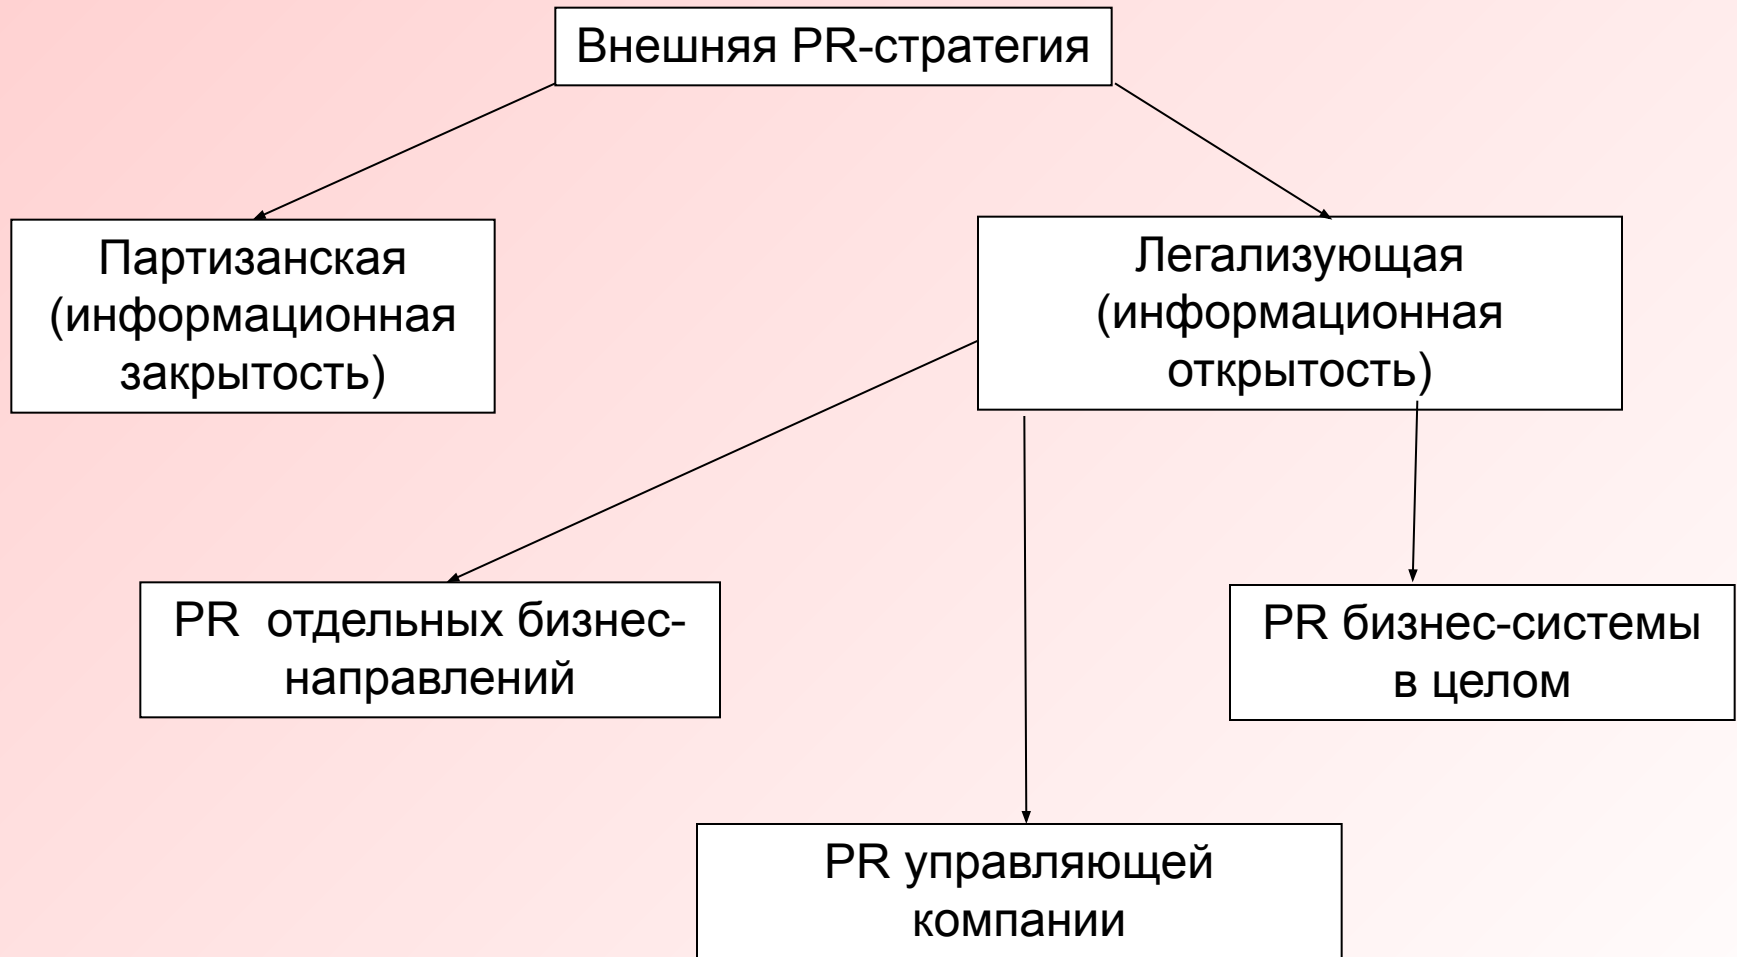 Внешняя PR-стратегия
Партизанская
(информационная
закрытость)
Легализующая
(информационная
открытость)
PR отдельных бизнес-
направлений
PR бизнес-системы
в целом
PR управляющей
компании